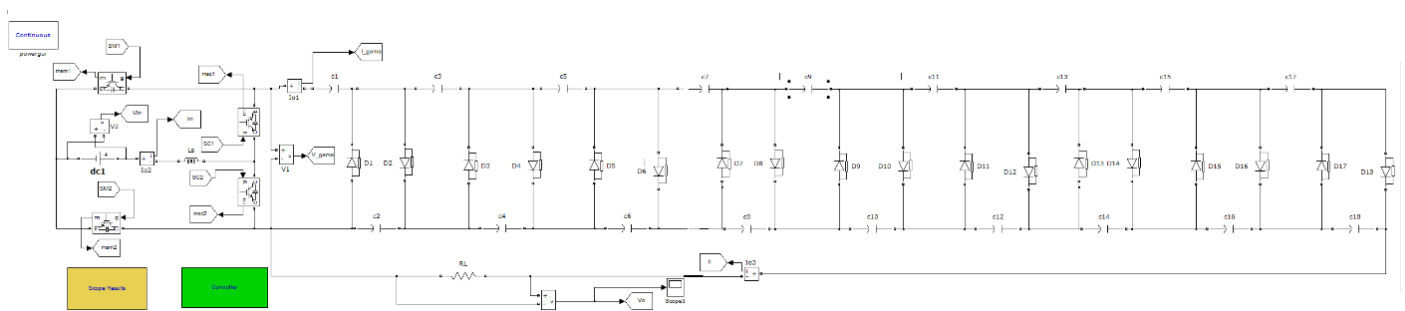 Continuous
powergui
SM1
msm1
msc1
I_gama
Io1
c1
c3
c5
c7
c9
c11
c13
c15
c17
Vin
V2
Iin
SC1
V_gama
V1
Ls
dc1
Io2
SC2
SM2
msc2
msm2
D1
D2
D3
D4
D5
D6
D7
D8
D9
D10
D11
D12
D13
D14
D15
D16
D17
D18
c2
c4
c6
c8
c10
c12
c14
c16
c18
RL
Io3
Scope3
Vo
Scope Results
Controller